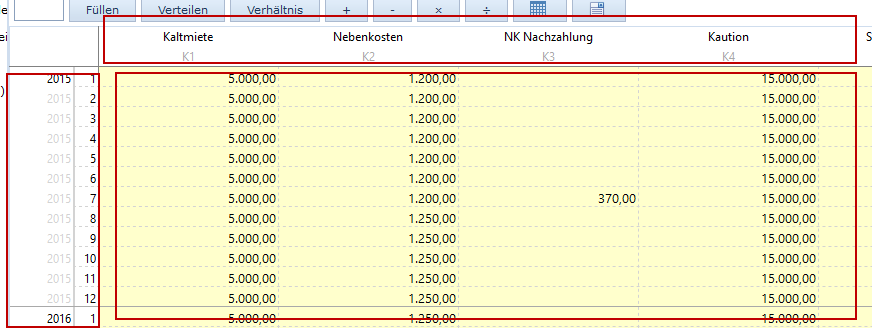 le Füllen Verteilen Verhältnis + - × ÷
ei Kaltmiete Nebenkosten NK Nachzahlung Kaution S
K1 K2 K3 K4
2015 1 5.000,00 1.200,00 15.000,00
) 2015 2 5.000,00 1.200,00 15.000,00
2015 3 5.000,00 1.200,00 15.000,00
2015 4 5.000,00 1.200,00 15.000,00
2015 5 5.000,00 1.200,00 15.000,00
2015 6 5.000,00 1.200,00 15.000,00
2015 7 5.000,00 1.200,00 370,00 15.000,00
2015 8 5.000,00 1.250,00 15.000,00
2015 9 5.000,00 1.250,00 15.000,00
2015 10 5.000,00 1.250,00 15.000,00
2015 11 5.000,00 1.250,00 15.000,00
2015 12 5.000,00 1.250,00 15.000,00
2016 1 5.000,00 1.250,00 15.000,00